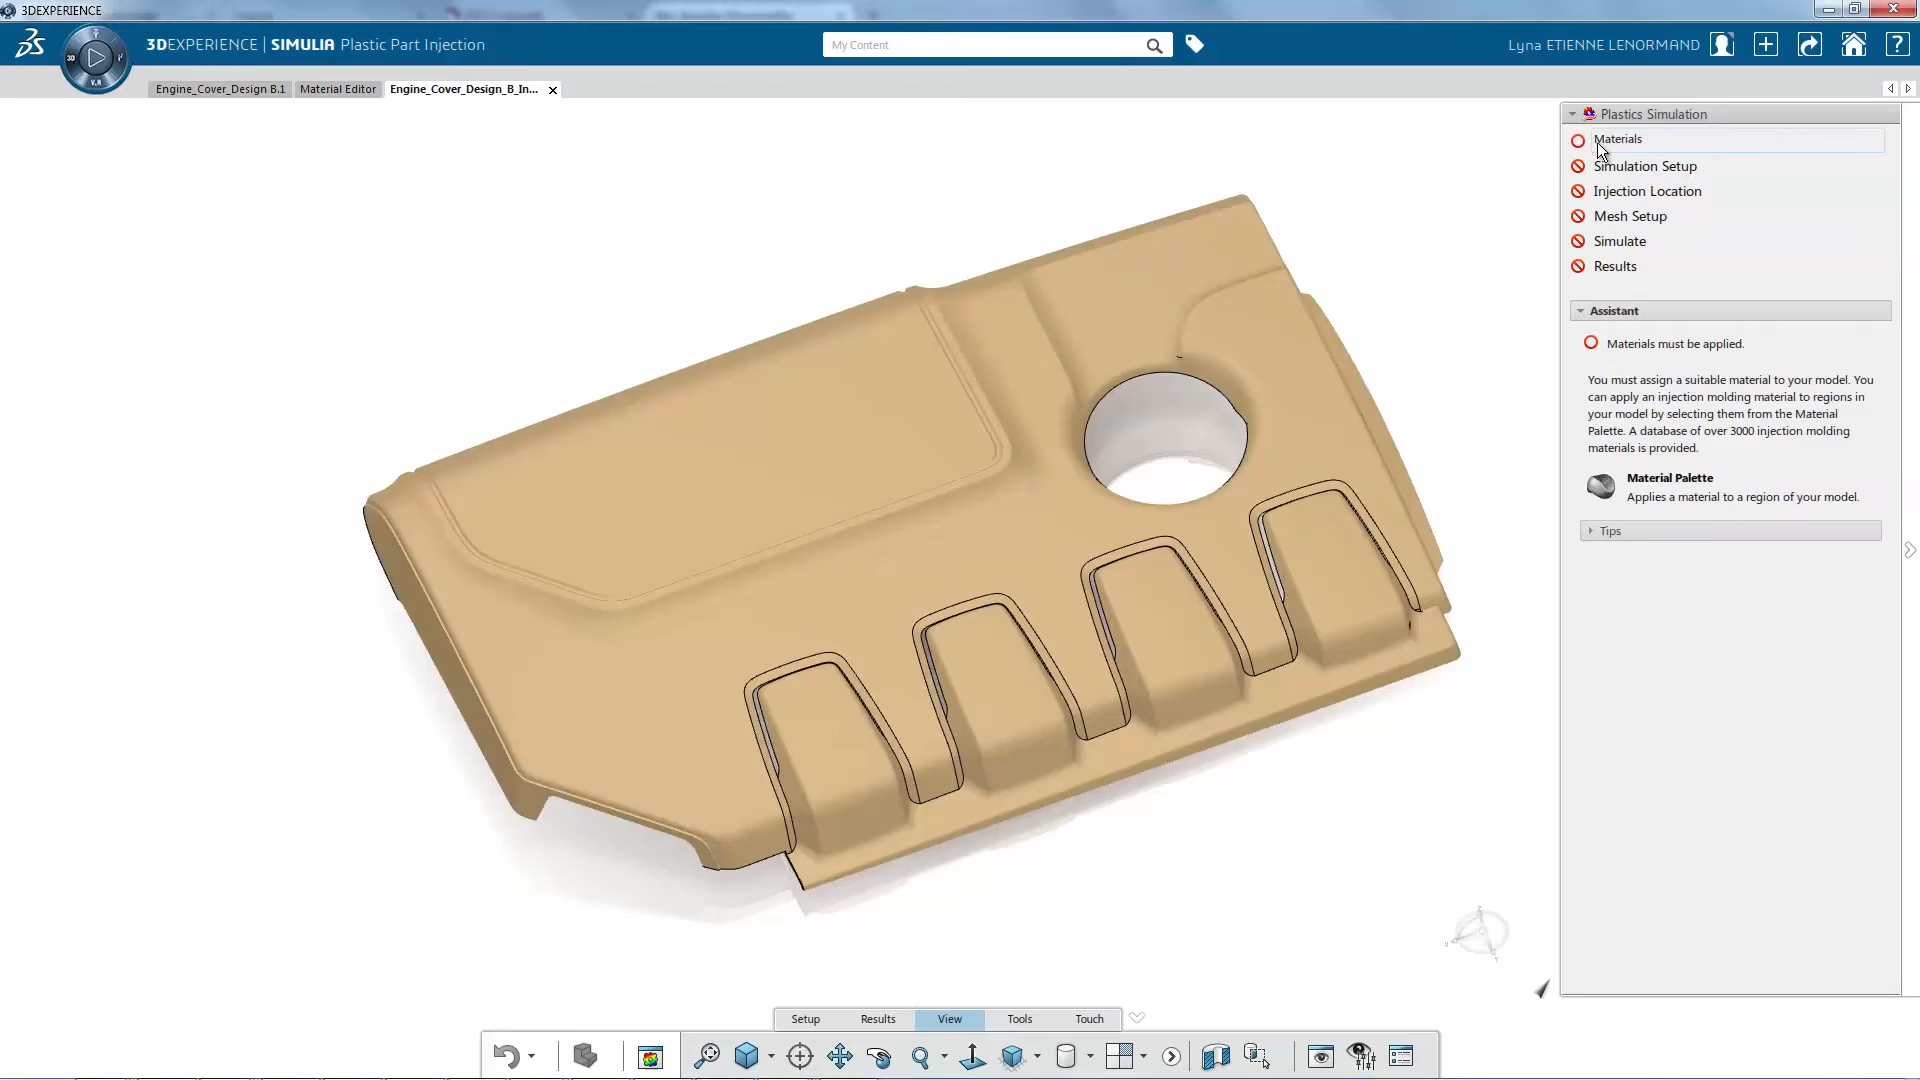 3DEXPERIENCE
3DEXPERIENCE | SIMULIA Plastic Part Injection
My Content
Lyna ETIENNE LENORMAND
3D
V.R
Engine_Cover_Design B.1
Material Editor
Engine_Cover_Design_B_In...
Plastics Simulation
Materials
Simulation Setup
Injection Location
Mesh Setup
Simulate
Results
Assistant
Materials must be applied.
You must assign a suitable material to your model. You
can apply an injection molding material to regions in
your model by selecting them from the Material
Palette. A database of over 3000 injection molding
materials is provided.
Material Palette
Applies a material to a region of your model.
Tips
Setup
Results
View
Tools
Touch